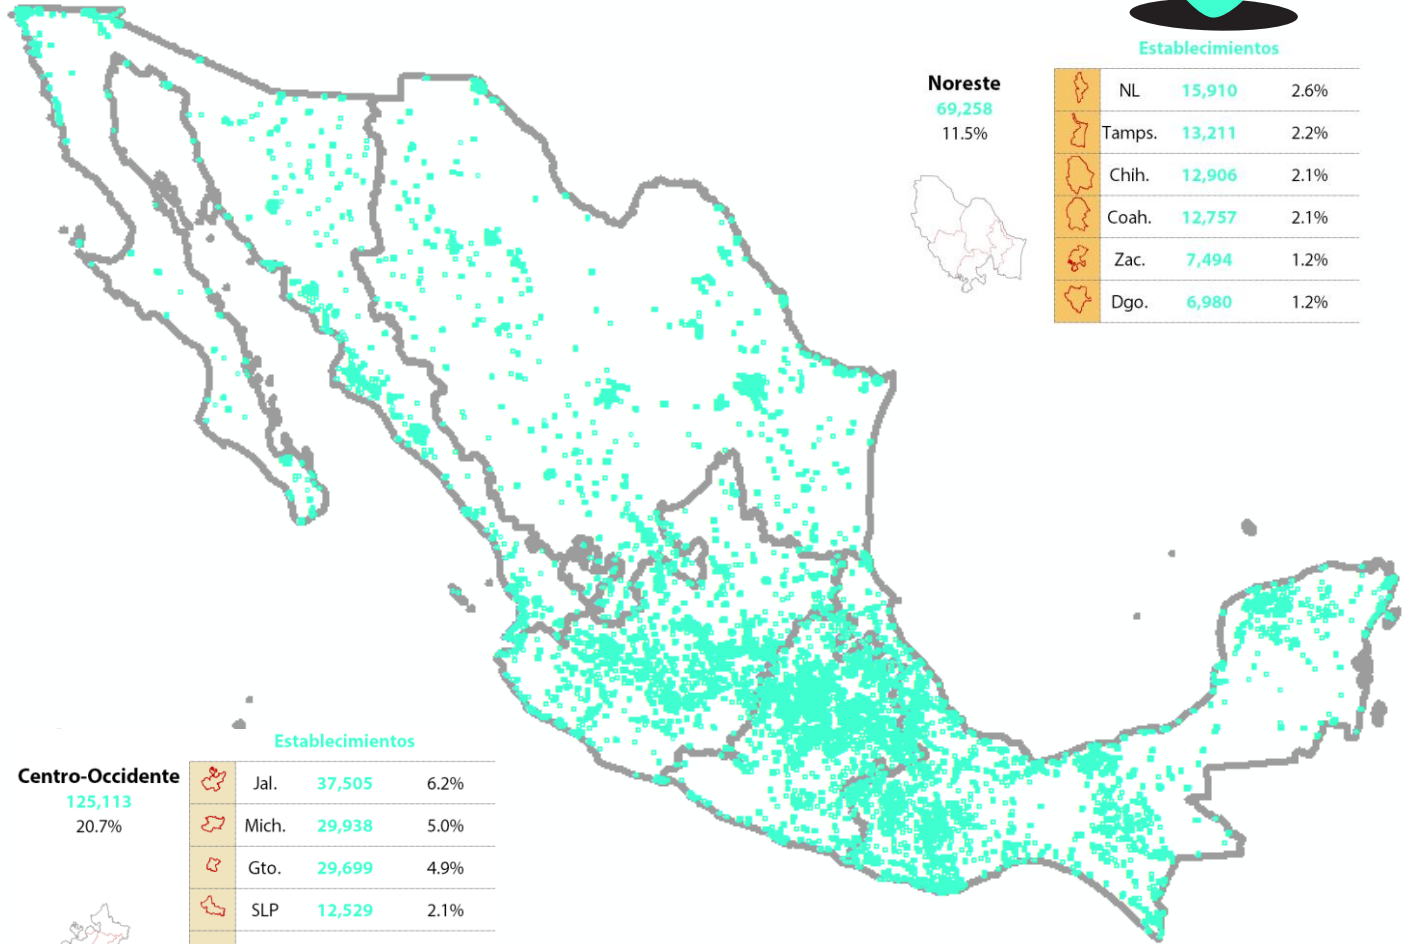 Establecimientos
Noreste
69,258
11.5%
NL 15,910 2.6%
Tamps. 13,211 2.2%
Chih. 12,906 2.1%
Coah. 12,757 2.1%
Zac. 7,494 1.2%
Dgo. 6,980 1.2%
Establecimientos
Centro-Occidente
125,113
20.7%
Jal. 37,505 6.2%
Mich. 29,938 5.0%
Gto. 29,699 4.9%
SLP 12,529 2.1%